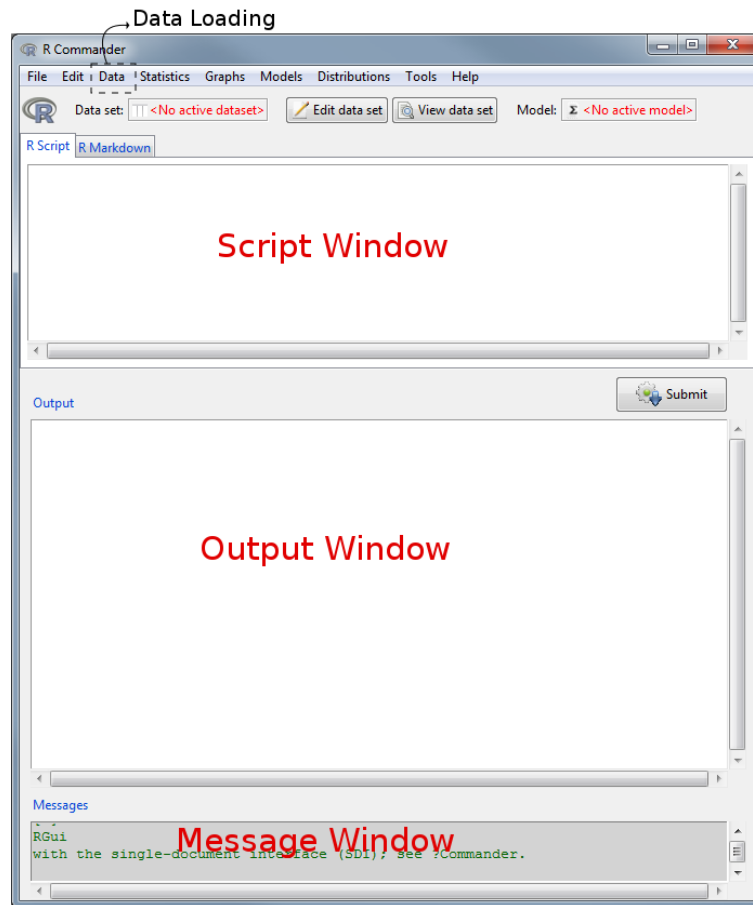 Data Loading
R Commander
File Edit Data Statistics Graphs Models Distributions Tools Help
Data set: <No active dataset> Edit data set View data set Model: Σ <No active model>
R Script R Markdown
Script Window
Submit
Output
Output Window
Messages
RGui
Message Window
with the single-document interface (SDI); see ?Commander.